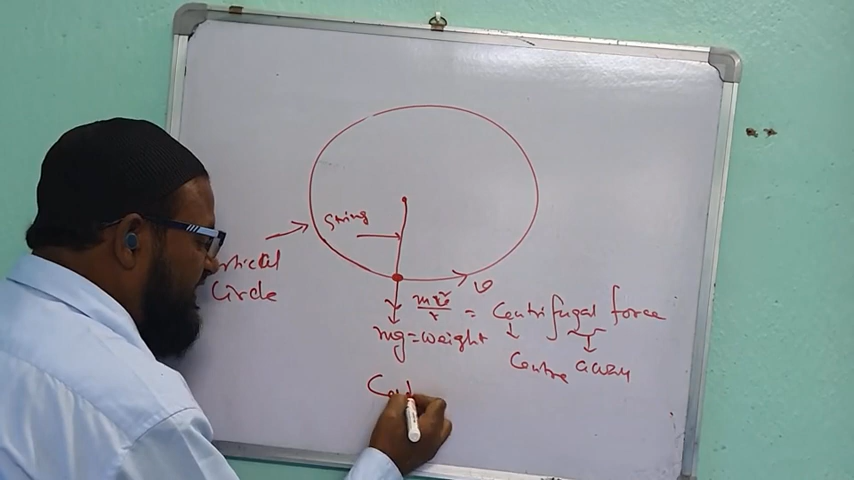 String
rtical
Circle
v
mv²/r = Centrifugal force
mg = weight
Centre away